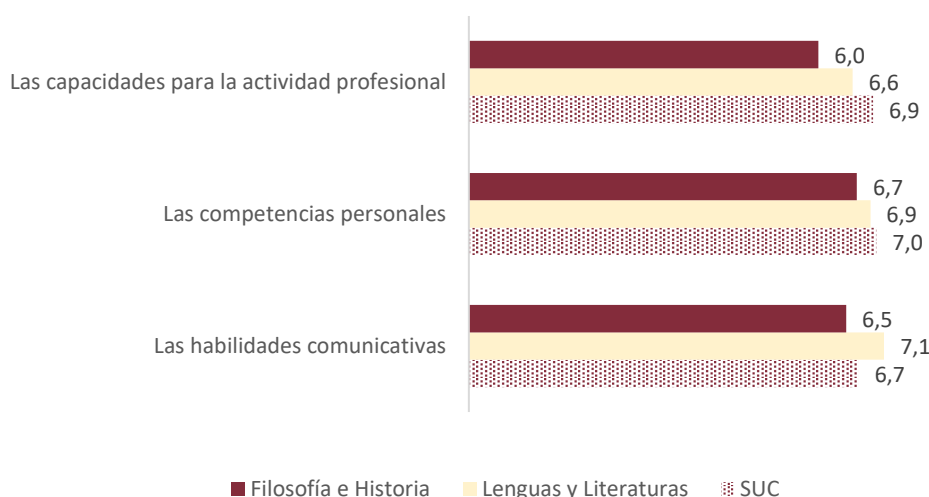 Las capacidades para la actividad profesional
6,0
6,6
6,9
Las competencias personales
6,7
6,9
7,0
Las habilidades comunicativas
6,5
7,1
6,7
Filosofía e Historia Lenguas y Literaturas SUC